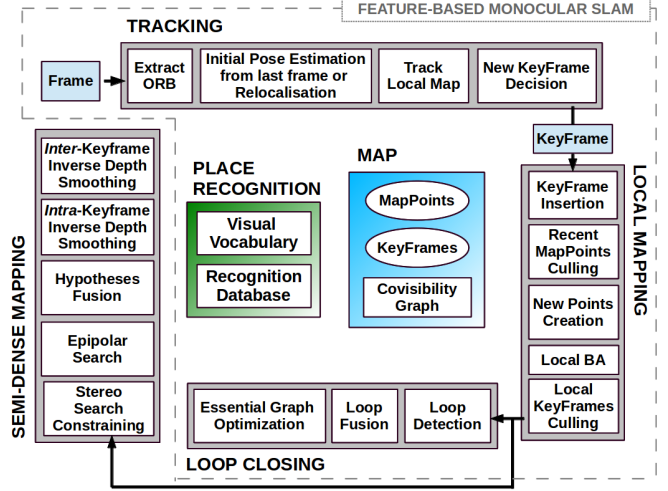 FEATURE-BASED MONOCULAR SLAM
TRACKING
Frame
Extract
ORB
Initial Pose Estimation
from last frame or
Relocalisation
Track
Local Map
New KeyFrame
Decision
KeyFrame
LOCAL MAPPING
KeyFrame
Insertion
Recent
MapPoints
Culling
New Points
Creation
Local BA
Local
KeyFrames
Culling
PLACE
RECOGNITION
Visual
Vocabulary
Recognition
Database
MAP
MapPoints
KeyFrames
Covisibility
Graph
SEMI-DENSE MAPPING
Inter-Keyframe
Inverse Depth
Smoothing
Intra-Keyframe
Inverse Depth
Smoothing
Hypotheses
Fusion
Epipolar
Search
Stereo
Search
Constraining
Essential Graph
Optimization
Loop
Fusion
Loop
Detection
LOOP CLOSING